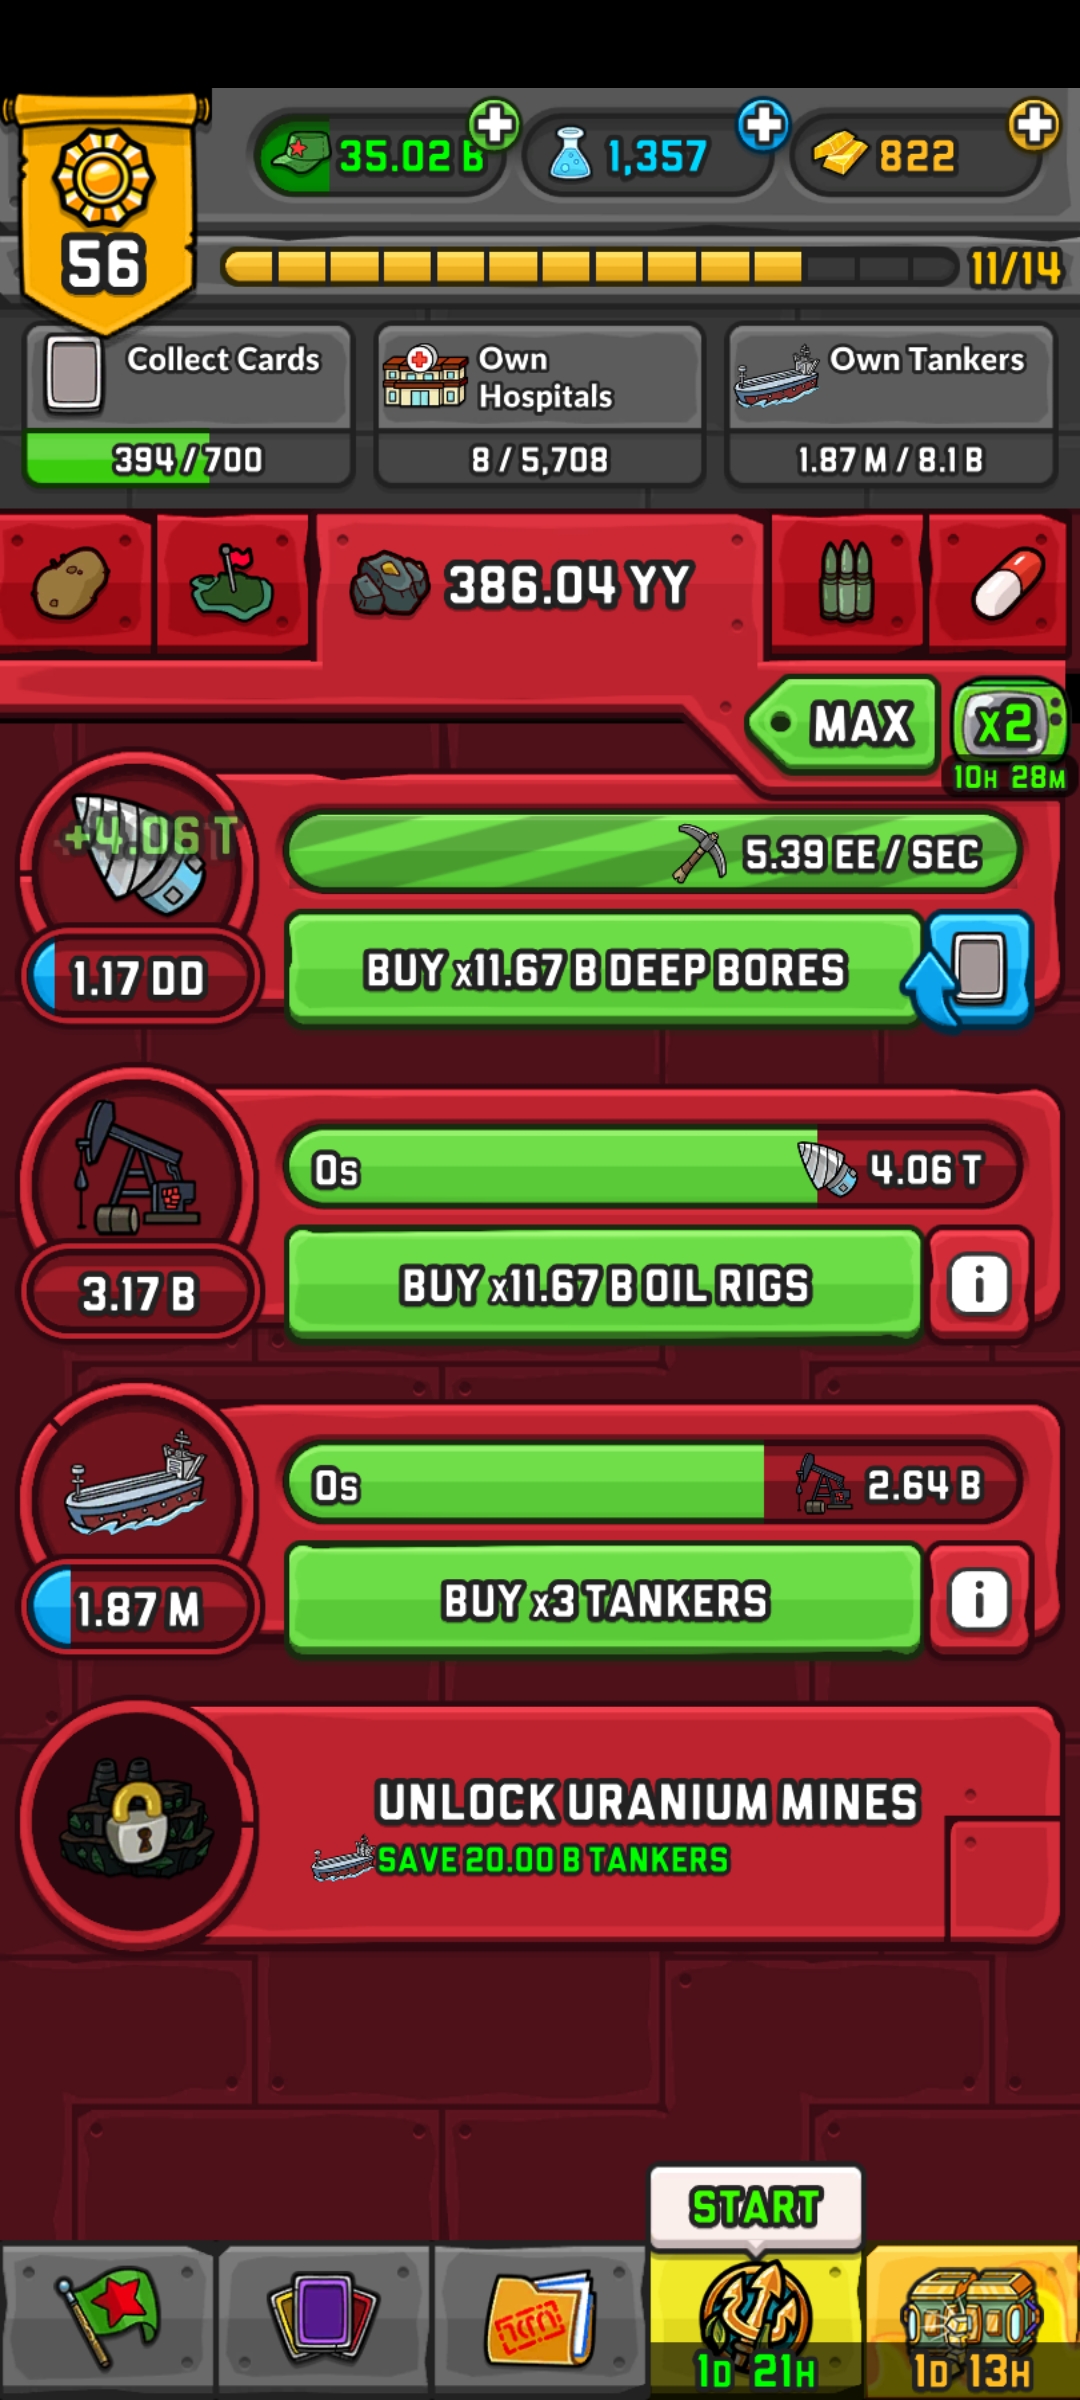 56
35.02 B
1,357
822
11/14
Collect Cards
394 / 700
Own
Hospitals
8 / 5,708
Own Tankers
1.87 M / 8.1 B
386.04 YY
MAX
x2
10H 28M
+4.06 T
5.39 EE / SEC
1.17 DD
BUY x11.67 B DEEP BORES
0s
4.06 T
3.17 B
BUY x11.67 B OIL RIGS
i
0s
2.64 B
1.87 M
BUY x3 TANKERS
i
UNLOCK URANIUM MINES
SAVE 20.00 B TANKERS
START
1D 21H
1D 13H